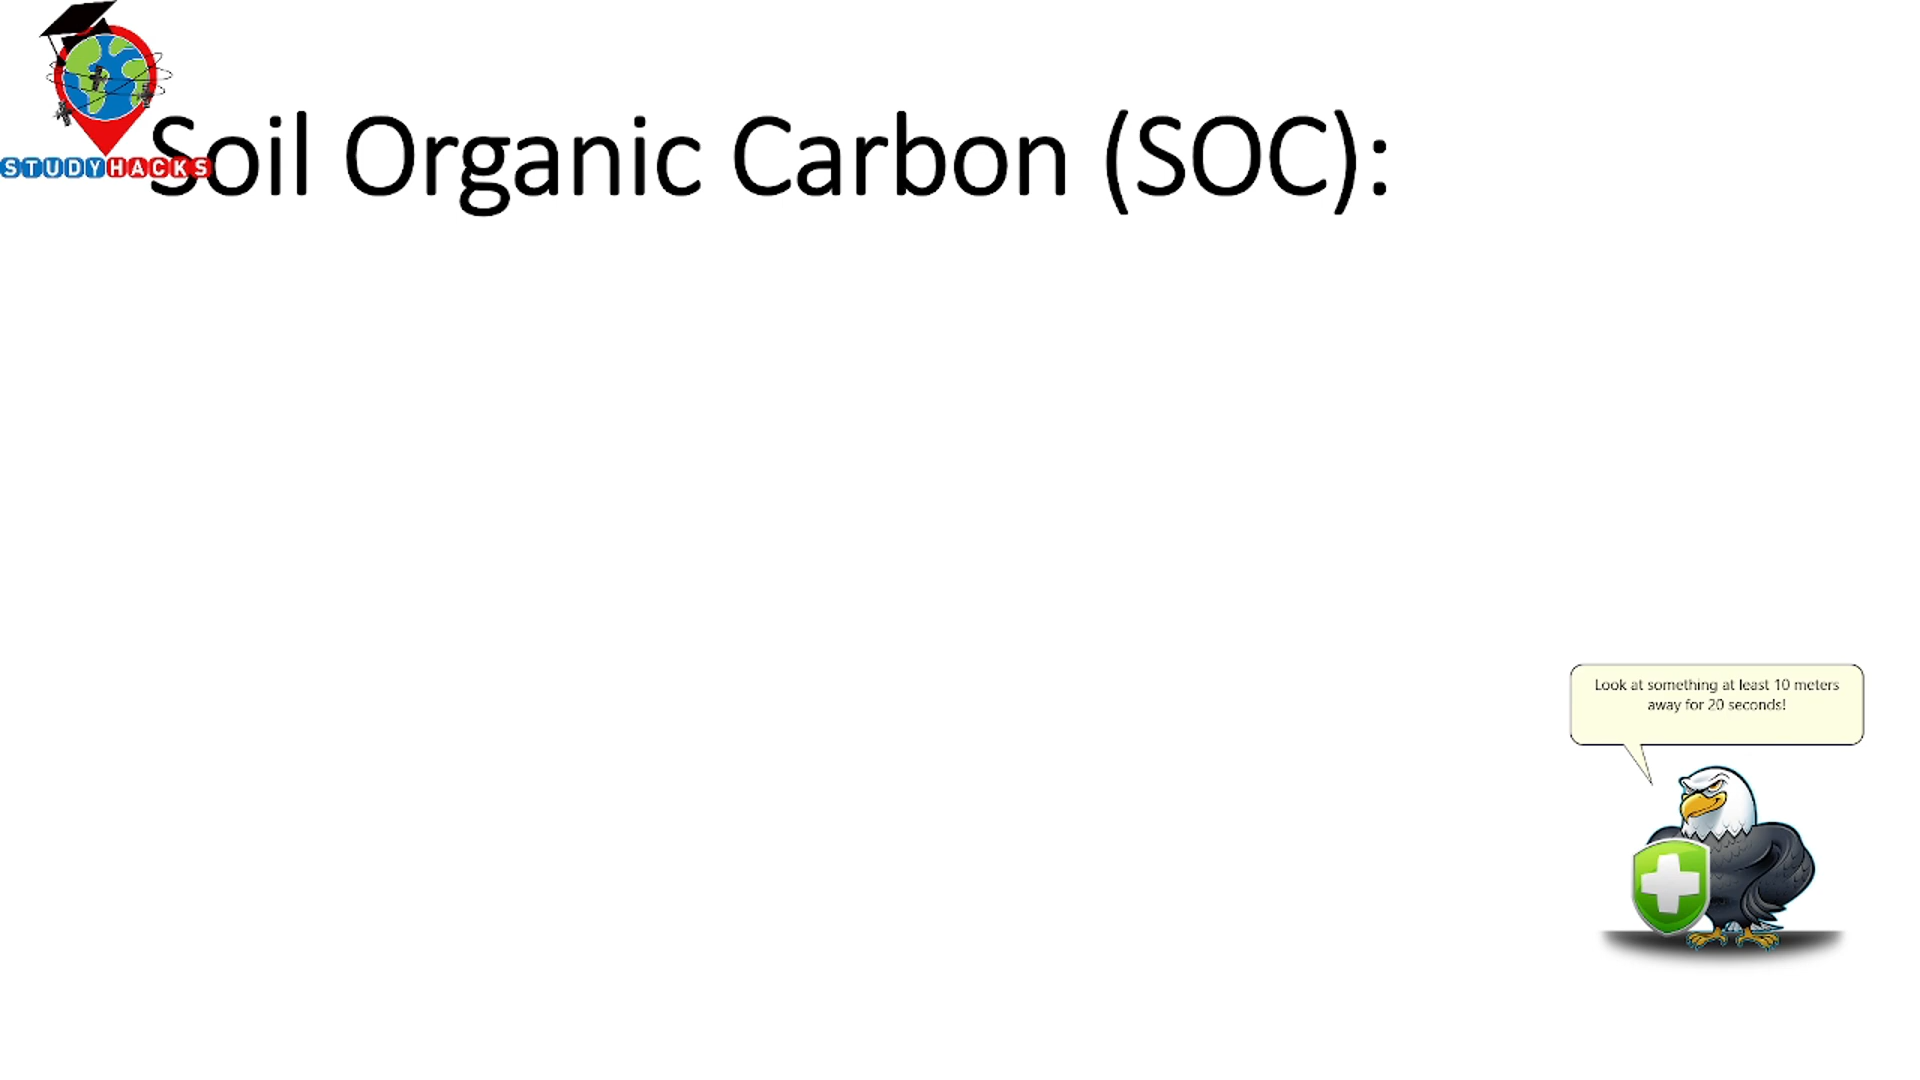 STUDYHACKS
Soil Organic Carbon (SOC):
Look at something at least 10 meters
away for 20 seconds!